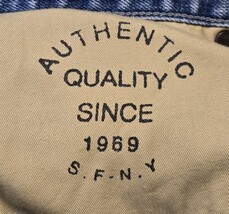 AUTHENTIC
QUALITY
SINCE
1969
S.F.N.Y